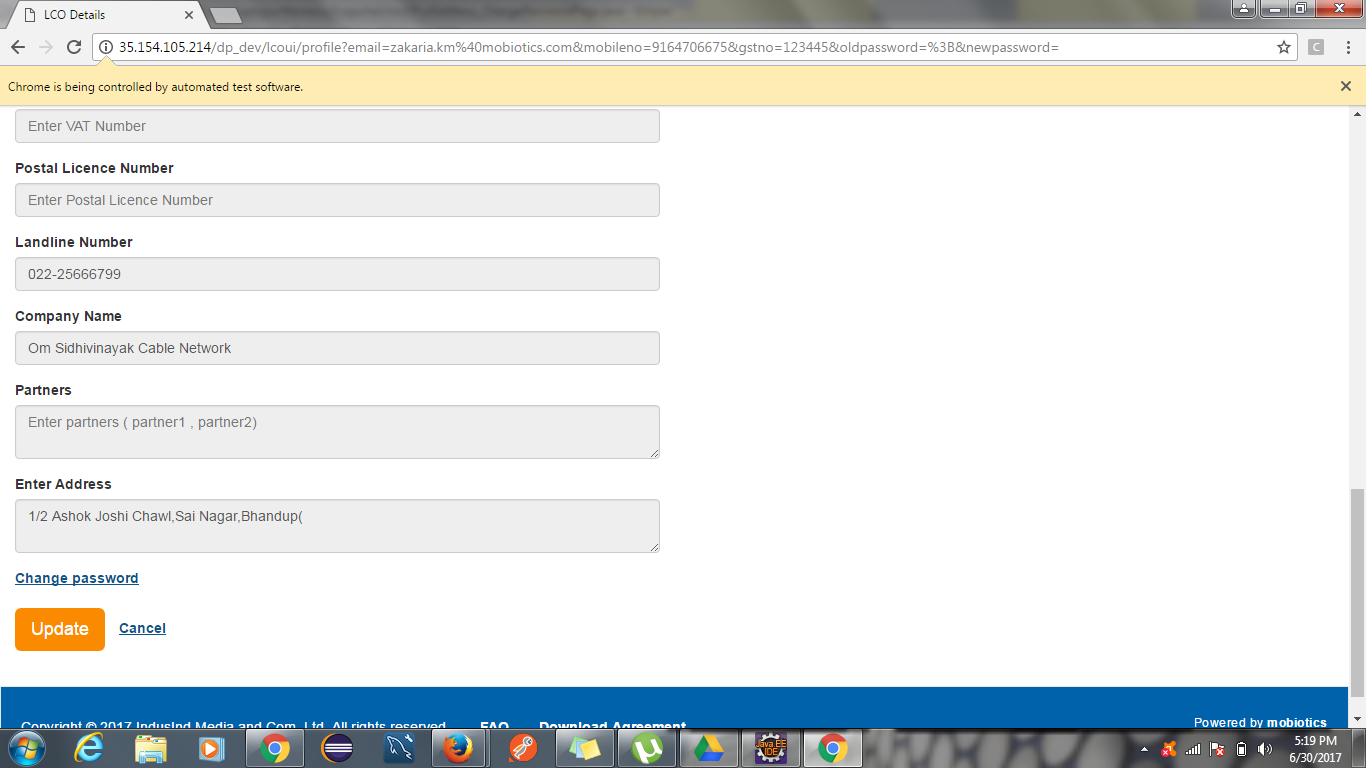 LCO Details
35.154.105.214/dp_dev/lcoui/profile?email=zakaria.km%40mobiotics.com&mobileno=9164706675&gstno=123445&oldpassword=%3B&newpassword=
C
Chrome is being controlled by automated test software.
Enter VAT Number
Postal Licence Number
Enter Postal Licence Number
Landline Number
022-25666799
Company Name
Om Sidhivinayak Cable Network
Partners
Enter partners ( partner1 , partner2)
Enter Address
1/2 Ashok Joshi Chawl,Sai Nagar,Bhandup(
Change password
Update Cancel
Copyright © 2017 IndusInd Media and Com. Ltd. All rights reserved. FAQ Download Agreement
Powered by mobiotics
Java EE
IDE
5:19 PM
6/30/2017